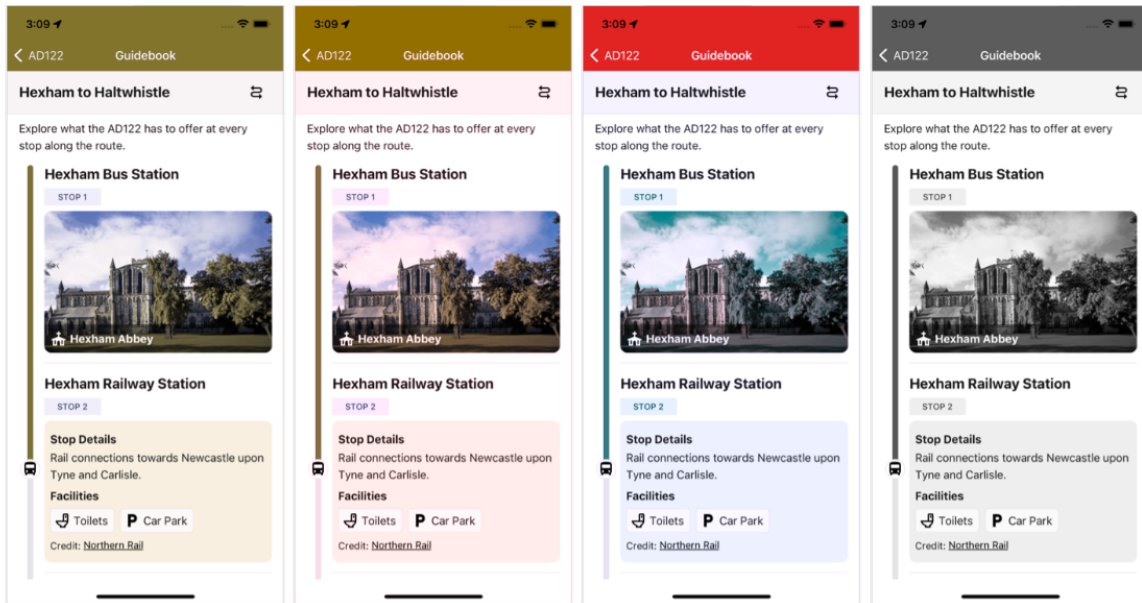 3:09
AD122
Guidebook
Hexham to Haltwhistle
Explore what the AD122 has to offer at every
stop along the route.
Hexham Bus Station
STOP 1
Hexham Abbey
Hexham Railway Station
STOP 2
Stop Details
Rail connections towards Newcastle upon
Tyne and Carlisle.
Facilities
Toilets
P Car Park
Credit: Northern Rail
3:09
AD122
Guidebook
Hexham to Haltwhistle
Explore what the AD122 has to offer at every
stop along the route.
Hexham Bus Station
STOP 1
Hexham Abbey
Hexham Railway Station
STOP 2
Stop Details
Rail connections towards Newcastle upon
Tyne and Carlisle.
Facilities
Toilets
P Car Park
Credit: Northern Rail
3:09
AD122
Guidebook
Hexham to Haltwhistle
Explore what the AD122 has to offer at every
stop along the route.
Hexham Bus Station
STOP 1
Hexham Abbey
Hexham Railway Station
STOP 2
Stop Details
Rail connections towards Newcastle upon
Tyne and Carlisle.
Facilities
Toilets
P Car Park
Credit: Northern Rail
3:09
AD122
Guidebook
Hexham to Haltwhistle
Explore what the AD122 has to offer at every
stop along the route.
Hexham Bus Station
STOP 1
Hexham Abbey
Hexham Railway Station
STOP 2
Stop Details
Rail connections towards Newcastle upon
Tyne and Carlisle.
Facilities
Toilets
P Car Park
Credit: Northern Rail